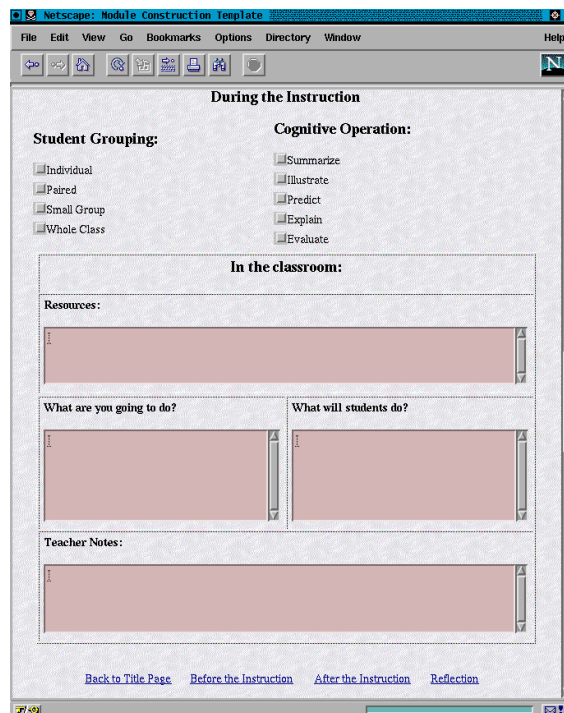 Netscape: Module Construction Template
File Edit View Go Bookmarks Options Directory Window Help
N
During the Instruction
Student Grouping:
Individual
Paired
Small Group
Whole Class
Cognitive Operation:
Summarize
Illustrate
Predict
Explain
Evaluate
In the classroom:
Resources:
What are you going to do? What will students do?
Teacher Notes:
Back to Title Page Before the Instruction After the Instruction Reflection